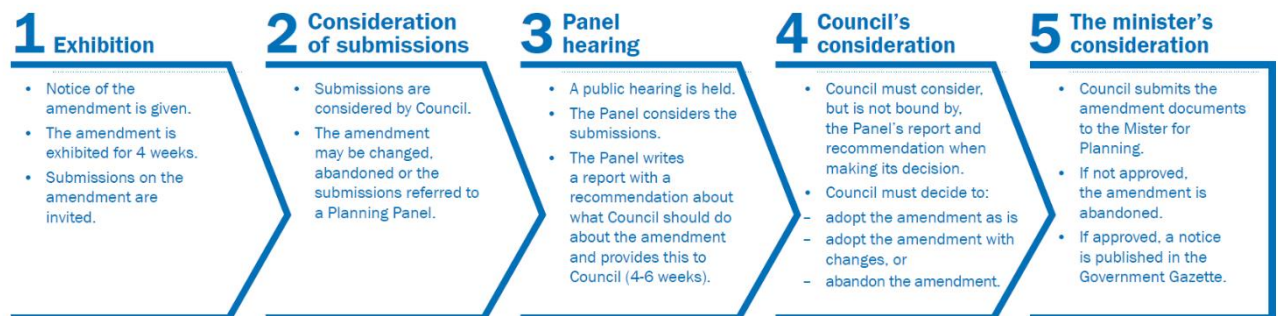 1 Exhibition
• Notice of the
amendment is given.
• The amendment is
exhibited for 4 weeks.
• Submissions on the
amendment are
invited.
2 Consideration
of submissions
• Submissions are
considered by Council.
• The amendment
may be changed,
abandoned or the
submissions referred to
a Planning Panel.
3 Panel
hearing
• A public hearing is held.
• The Panel considers the
submissions.
• The Panel writes
a report with a
recommendation about
what Council should do
about the amendment
and provides this to
Council (4-6 weeks).
4 Council's
consideration
• Council must consider,
but is not bound by,
the Panel's report and
recommendation when
making its decision.
• Council must decide to:
– adopt the amendment as is
– adopt the amendment with
changes, or
– abandon the amendment.
5 The minister's
consideration
• Council submits the
amendment documents
to the Mister for
Planning.
• If not approved,
the amendment is
abandoned.
• If approved, a notice
is published in the
Government Gazette.